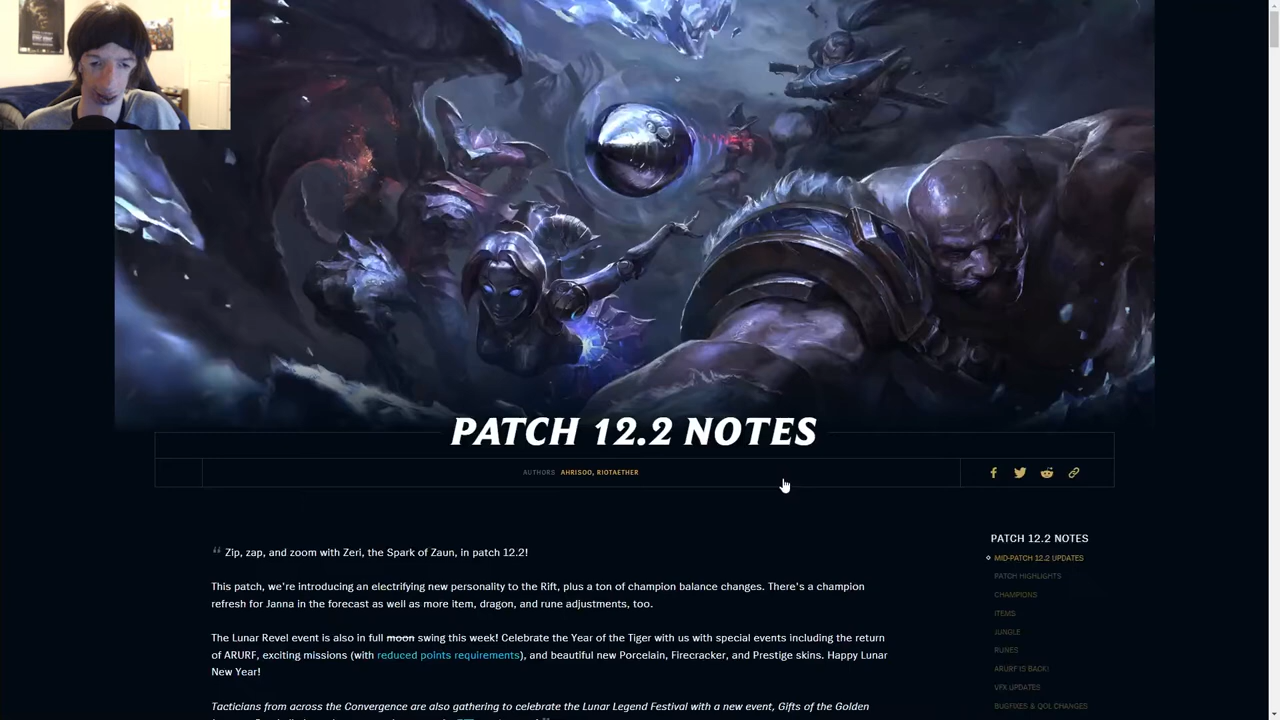 PATCH 12.2 NOTES
AUTHORS AHRISOO, RIOTAETHER
“ Zip, zap, and zoom with Zeri, the Spark of Zaun, in patch 12.2!
This patch, we're introducing an electrifying new personality to the Rift, plus a ton of champion balance changes. There's a champion
refresh for Janna in the forecast as well as more item, dragon, and rune adjustments, too.
The Lunar Revel event is also in full moon swing this week! Celebrate the Year of the Tiger with us with special events including the return
of ARURF, exciting missions (with reduced points requirements), and beautiful new Porcelain, Firecracker, and Prestige skins. Happy Lunar
New Year!
Tacticians from across the Convergence are also gathering to celebrate the Lunar Legend Festival with a new event, Gifts of the Golden
PATCH 12.2 NOTES
MID-PATCH 12.2 UPDATES
PATCH HIGHLIGHTS
CHAMPIONS
ITEMS
JUNGLE
RUNES
ARURF IS BACK!
VFX UPDATES
BUGFIXES & QOL CHANGES